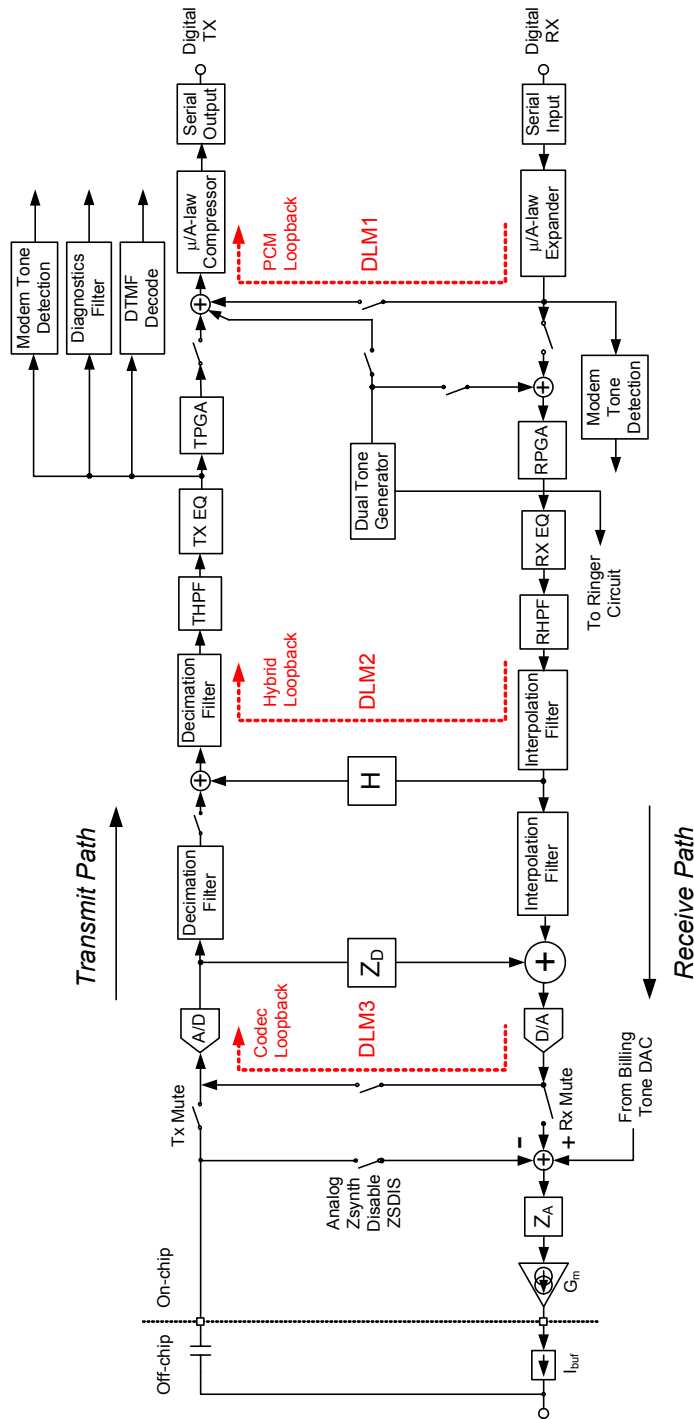 Off-chip
On-chip
Transmit Path
Tx Mute
A/D
Decimation
Filter
+
Decimation
Filter
THPF
TX EQ
TPGA
+
µ/A-law
Compressor
Serial
Output
Digital
TX
Modem Tone
Detection
Diagnostics
Filter
DTMF
Decode
Analog
Zsynth
Disable
ZSDIS
Codec
Loopback
DLM3
ZD
H
Hybrid
Loopback
DLM2
Dual Tone
Generator
PCM
Loopback
DLM1
Ibuf
Gm
ZA
+
-
+
Rx Mute
D/A
+
Interpolation
Filter
Interpolation
Filter
RHPF
RX EQ
RPGA
+
µ/A-law
Expander
Serial
Input
Digital
RX
From Billing
Tone DAC
To Ringer
Circuit
Modem
Tone
Detection
Receive Path